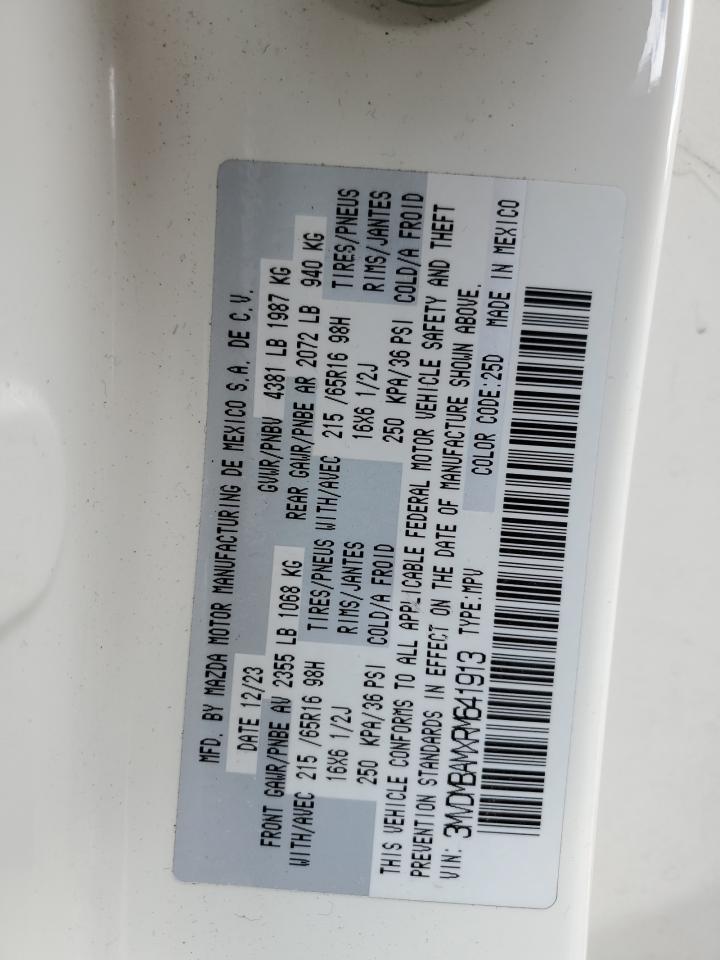 MFD. BY MAZDA MOTOR MANUFACTURING DE MEXICO S.A. DE C.V.
DATE 12/23 GVWR/PNBV 4381 LB 1987 KG
FRONT GAWR/PNBE AV 2355 LB 1068 KG REAR GAWR/PNBE AR 2072 LB 940 KG
WITH/AVEC 215 /65R16 98H TIRES/PNEUS WITH/AVEC 215 /65R16 98H TIRES/PNEUS
16X6 1/2J RIMS/JANTES 16X6 1/2J RIMS/JANTES
250 KPA/36 PSI COLD/A FROID 250 KPA/36 PSI COLD/A FROID
THIS VEHICLE CONFORMS TO ALL APPLICABLE FEDERAL MOTOR VEHICLE SAFETY AND THEFT
PREVENTION STANDARDS IN EFFECT ON THE DATE OF MANUFACTURE SHOWN ABOVE.
VIN: 3MVDMBAMXRM641913 TYPE:MPV COLOR CODE:25D MADE IN MEXICO